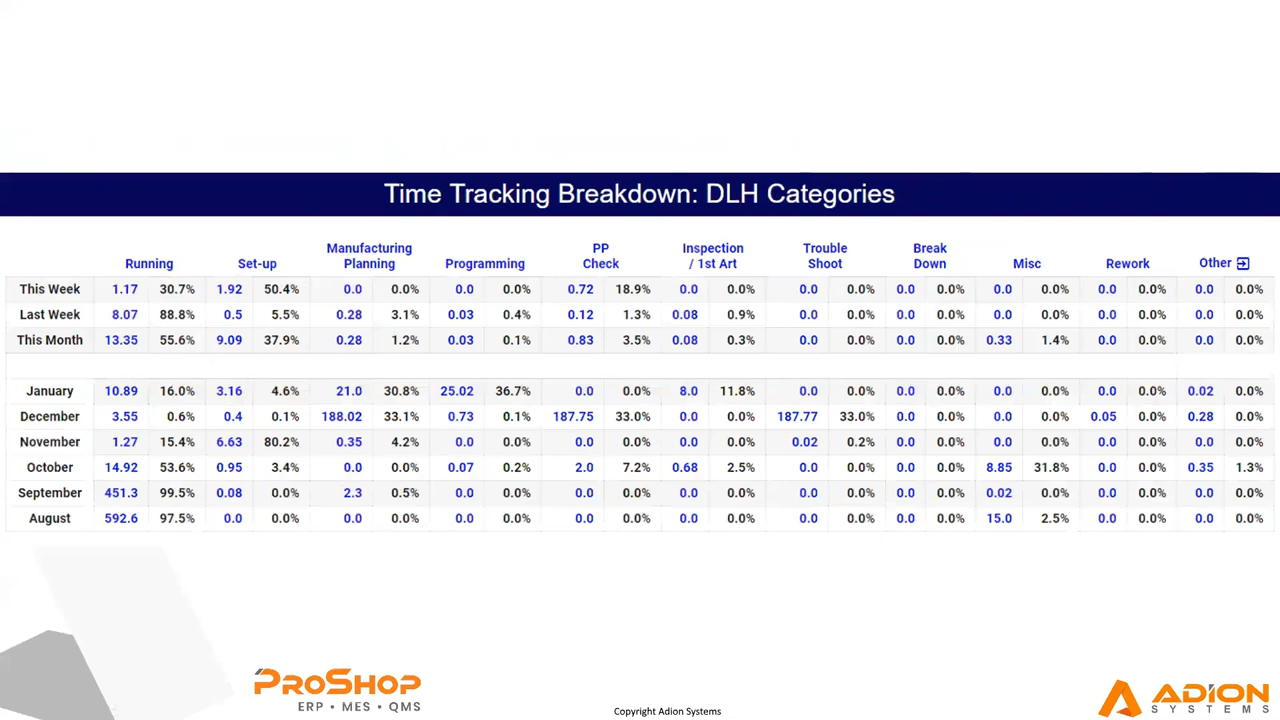 Time Tracking Breakdown: DLH Categories
Running Set-up Manufacturing Planning Programming PP Check Inspection / 1st Art Trouble Shoot Break Down Misc Rework Other
This Week 1.17 30.7% 1.92 50.4% 0.0 0.0% 0.0 0.0% 0.72 18.9% 0.0 0.0% 0.0 0.0% 0.0 0.0% 0.0 0.0% 0.0 0.0% 0.0 0.0%
Last Week 8.07 88.8% 0.5 5.5% 0.28 3.1% 0.03 0.4% 0.12 1.3% 0.08 0.9% 0.0 0.0% 0.0 0.0% 0.0 0.0% 0.0 0.0% 0.0 0.0%
This Month 13.35 55.6% 9.09 37.9% 0.28 1.2% 0.03 0.1% 0.83 3.5% 0.08 0.3% 0.0 0.0% 0.0 0.0% 0.33 1.4% 0.0 0.0% 0.0 0.0%
January 10.89 16.0% 3.16 4.6% 21.0 30.8% 25.02 36.7% 0.0 0.0% 8.0 11.8% 0.0 0.0% 0.0 0.0% 0.0 0.0% 0.0 0.0% 0.02 0.0%
December 3.55 0.6% 0.4 0.1% 188.02 33.1% 0.73 0.1% 187.75 33.0% 0.0 0.0% 187.77 33.0% 0.0 0.0% 0.0 0.0% 0.05 0.0% 0.28 0.0%
November 1.27 15.4% 6.63 80.2% 0.35 4.2% 0.0 0.0% 0.0 0.0% 0.0 0.0% 0.02 0.2% 0.0 0.0% 0.0 0.0% 0.0 0.0% 0.0 0.0%
October 14.92 53.6% 0.95 3.4% 0.0 0.0% 0.07 0.2% 2.0 7.2% 0.68 2.5% 0.0 0.0% 0.0 0.0% 8.85 31.8% 0.0 0.0% 0.35 1.3%
September 451.3 99.5% 0.08 0.0% 2.3 0.5% 0.0 0.0% 0.0 0.0% 0.0 0.0% 0.0 0.0% 0.0 0.0% 0.02 0.0% 0.0 0.0% 0.0 0.0%
August 592.6 97.5% 0.0 0.0% 0.0 0.0% 0.0 0.0% 0.0 0.0% 0.0 0.0% 0.0 0.0% 0.0 0.0% 15.0 2.5% 0.0 0.0% 0.0 0.0%
PROSHOP
ERP • MES • QMS
Copyright Adion Systems
ADION
SYSTEMS